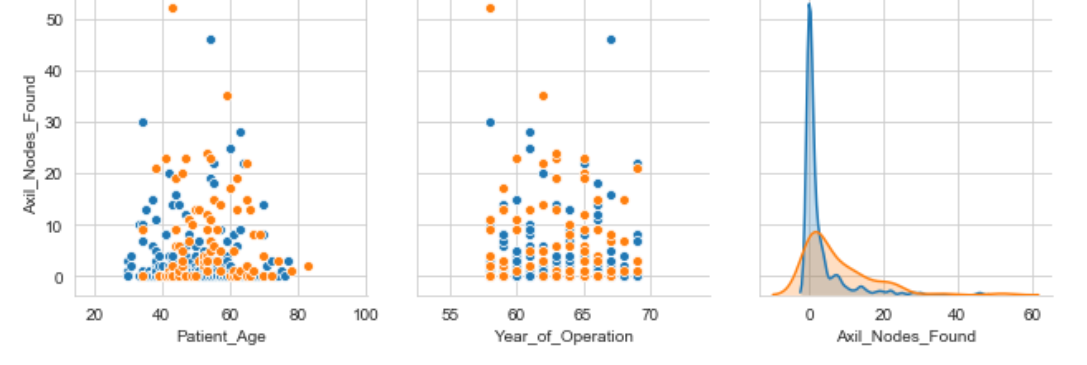 50
40
30
20
10
0
Axil_Nodes_Found
20 40 60 80 100
55 60 65 70
0 20 40 60
Patient_Age
Year_of_Operation
Axil_Nodes_Found